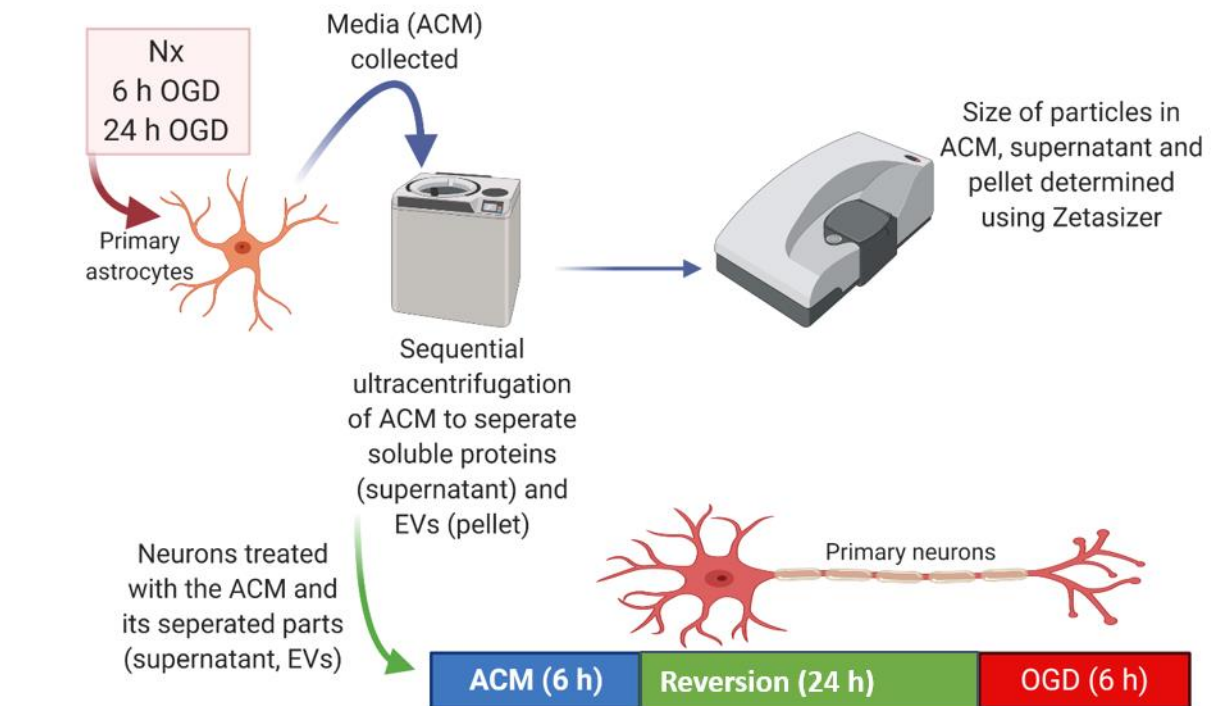 Nx
6 h OGD
24 h OGD
Primary
astrocytes
Media (ACM)
collected
Sequential
ultracentrifugation
of ACM to seperate
soluble proteins
(supernatant) and
EVs (pellet)
Size of particles in
ACM, supernatant and
pellet determined
using Zetasizer
Neurons treated
with the ACM and
its seperated parts
(supernatant, EVs)
Primary neurons
ACM (6 h)
Reversion (24 h)
OGD (6 h)